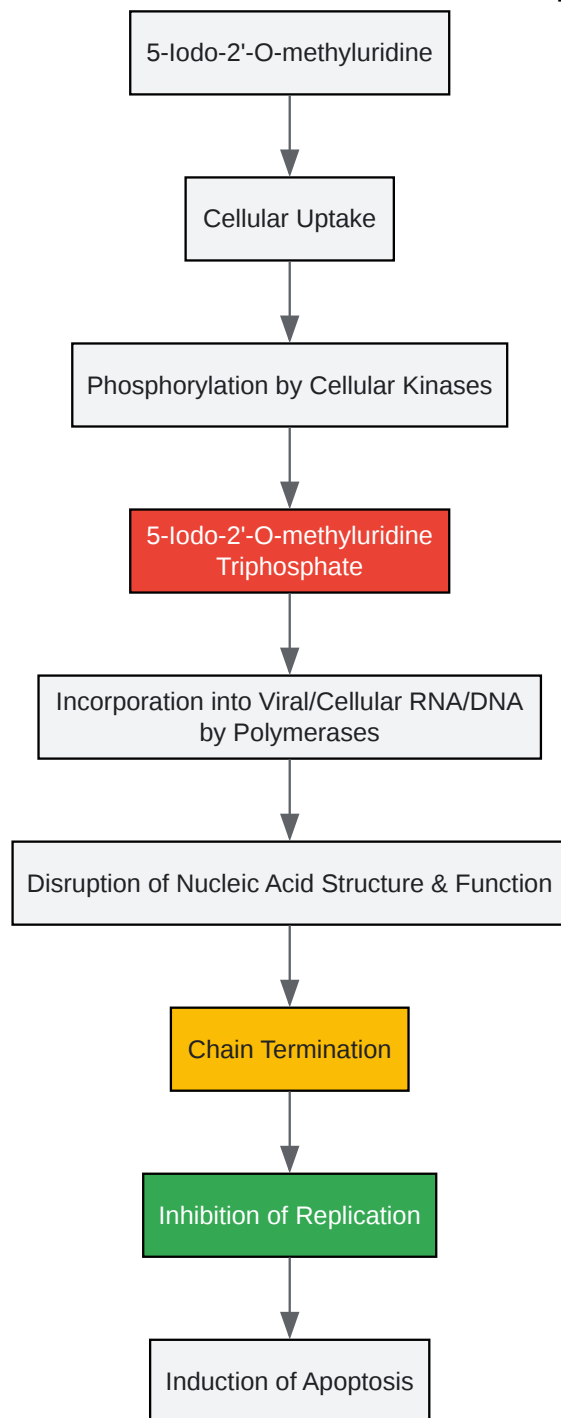 5-Iodo-2'-O-methyluridine
Cellular Uptake
Phosphorylation by Cellular Kinases
5-Iodo-2'-O-methyluridine
Triphosphate
Incorporation into Viral/Cellular RNA/DNA
by Polymerases
Disruption of Nucleic Acid Structure & Function
Chain Termination
Inhibition of Replication
Induction of Apoptosis